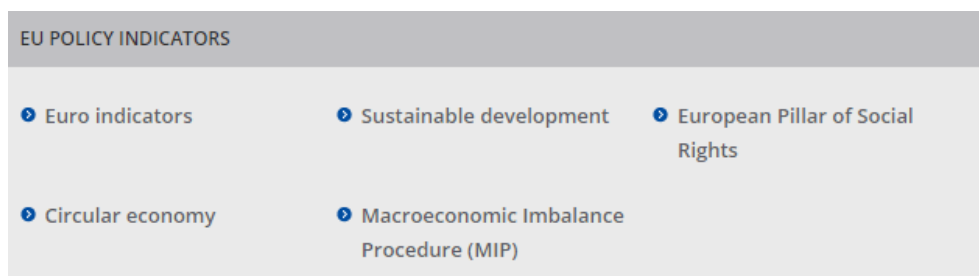 EU POLICY INDICATORS
Euro indicators
Sustainable development
European Pillar of Social
Rights
Circular economy
Macroeconomic Imbalance
Procedure (MIP)